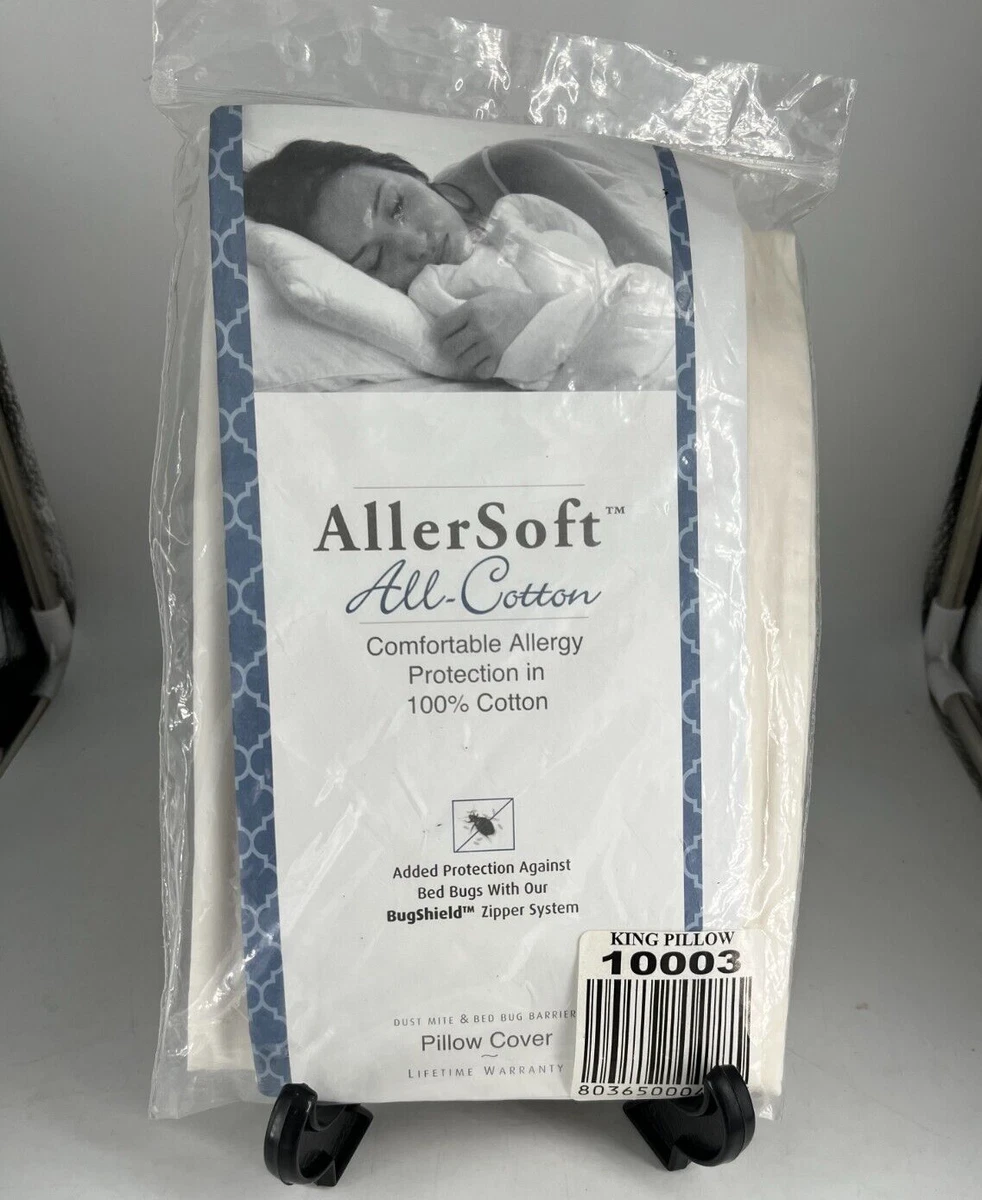 AllerSoft™
All-Cotton
Comfortable Allergy
Protection in
100% Cotton
Added Protection Against
Bed Bugs With Our
BugShield™ Zipper System
KING PILLOW
10003
DUST MITE & BED BUG BARRIER
Pillow Cover
~
LIFETIME WARRANTY